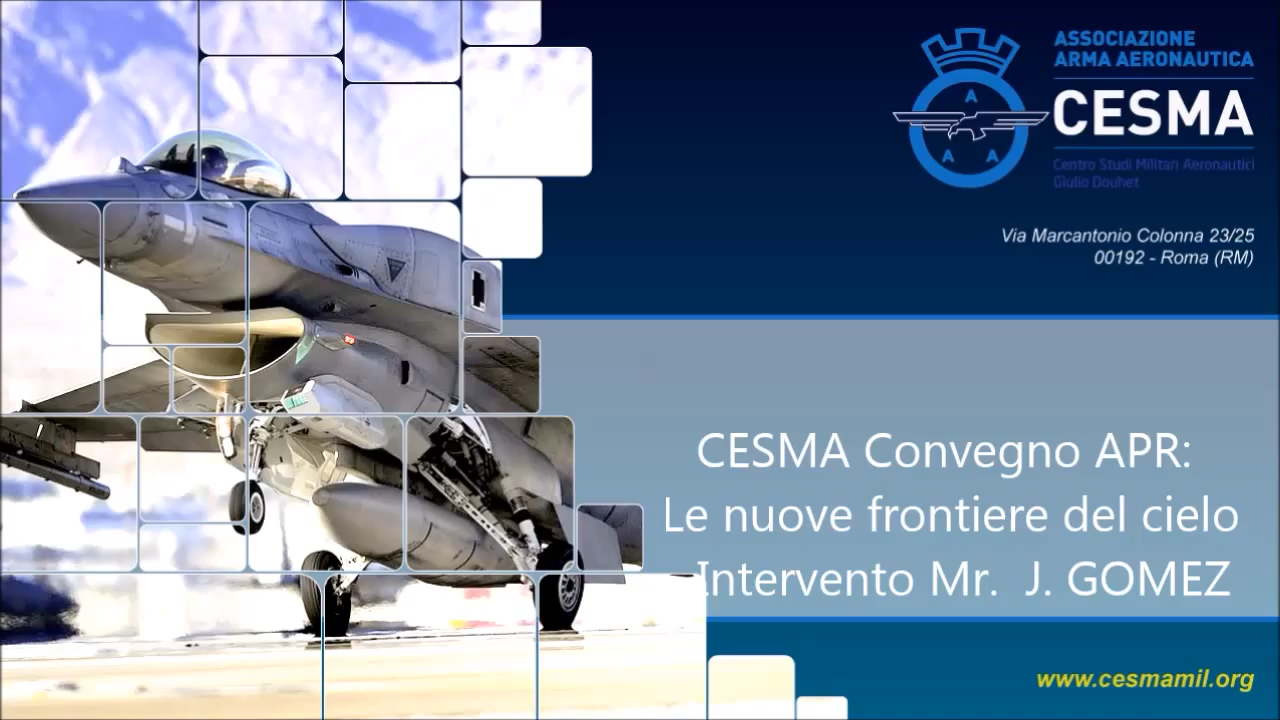 ASSOCIAZIONE
ARMA AERONAUTICA
A
CESMA
A A
Centro Studi Militari Aeronautici
Giulio Douhet
Via Marcantonio Colonna 23/25
00192 - Roma (RM)
CESMA Convegno APR:
Le nuove frontiere del cielo
Intervento Mr. J. GOMEZ
www.cesmamil.org